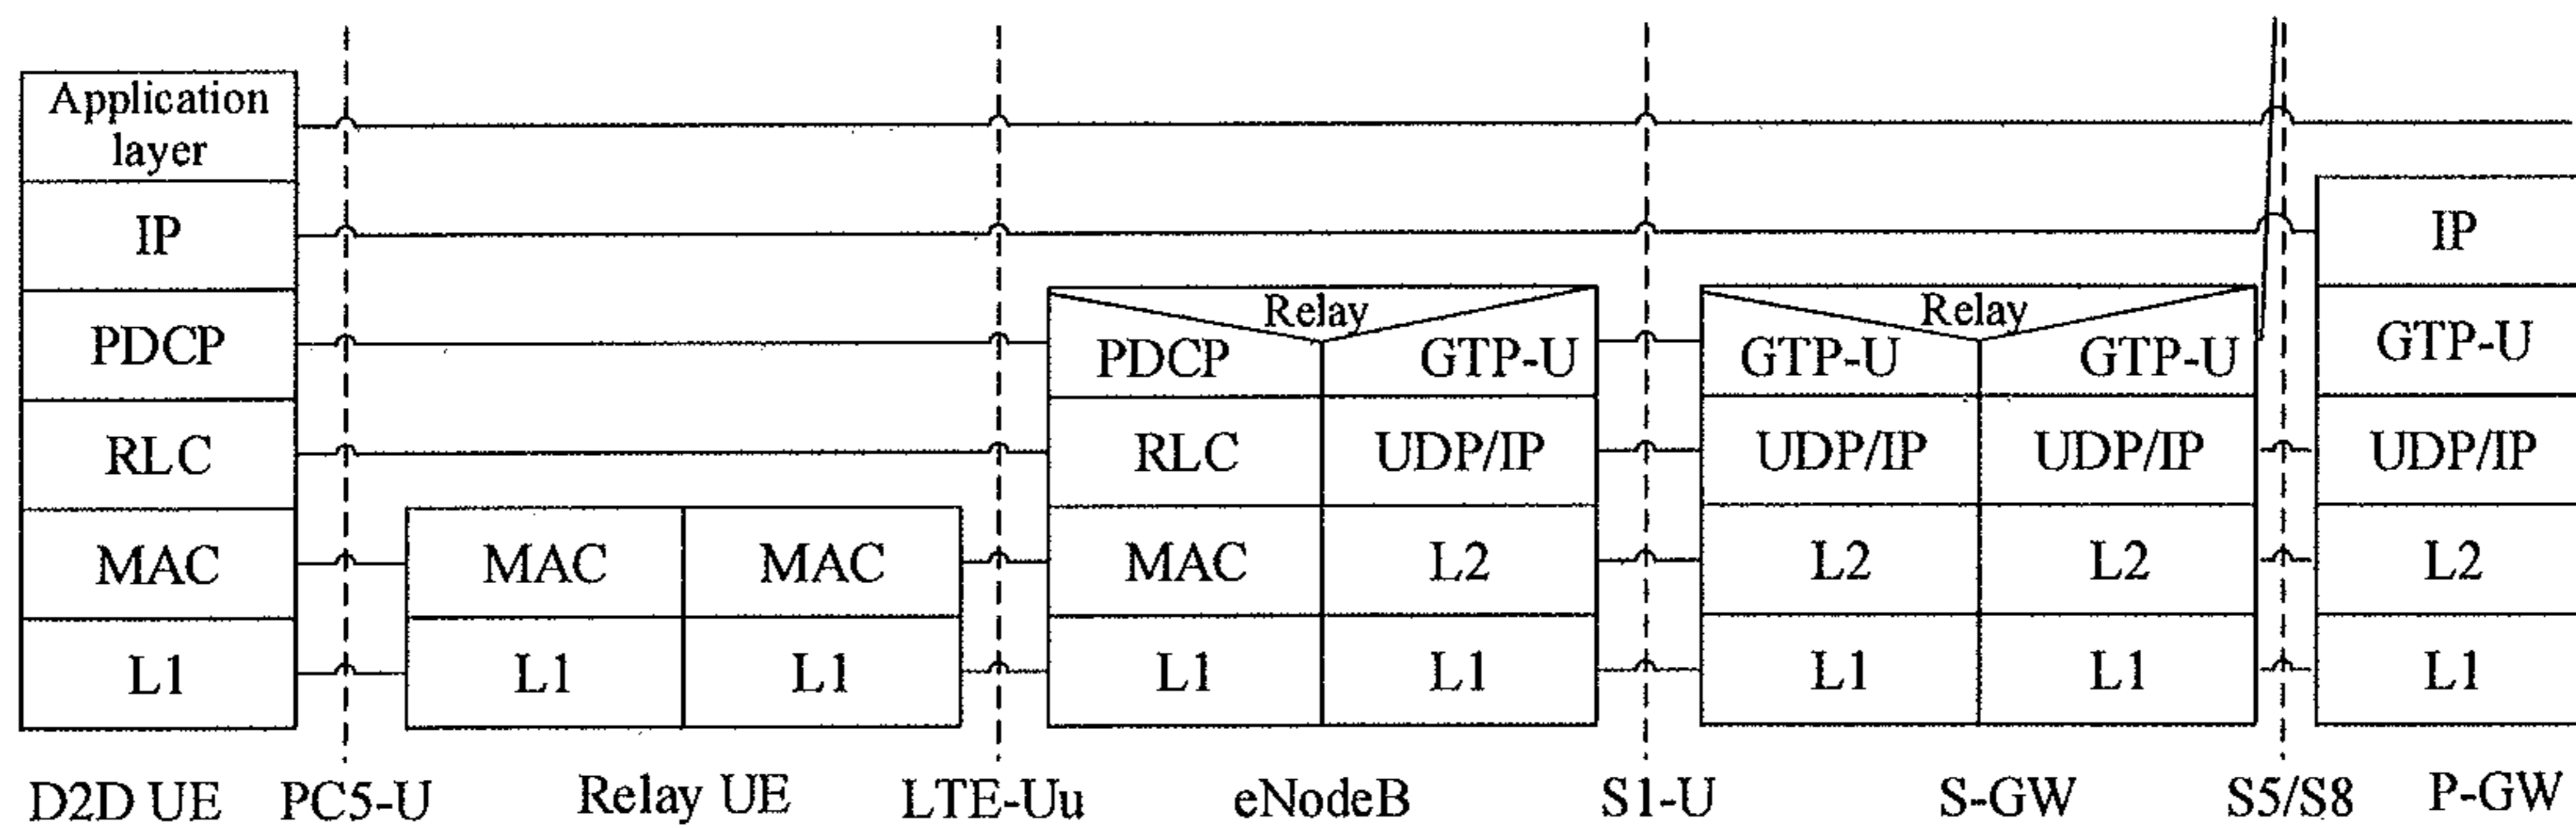 Application
layer
IP
IP
Relay
Relay
PDCP
PDCP
GTP-U
GTP-U
GTP-U
GTP-U
RLC
RLC
UDP/IP
UDP/IP
UDP/IP
UDP/IP
MAC
MAC
MAC
MAC
L2
L2
L2
L2
L1
L1
L1
L1
L1
L1
L1
L1
D2D UE
PC5-U
Relay UE
LTE-Uu
eNodeB
S1-U
S-GW
S5/S8
P-GW